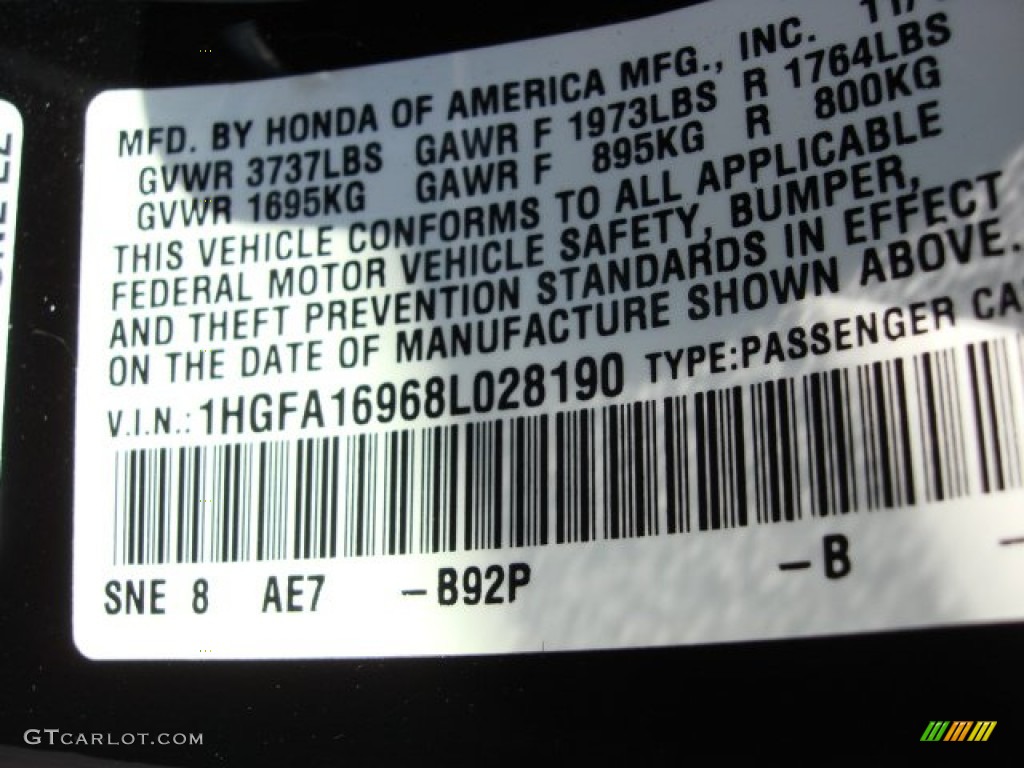 MFD. BY HONDA OF AMERICA MFG., INC. 11/
GVWR 3737LBS GAWR F 1973LBS R 1764LBS
GVWR 1695KG GAWR F 895KG R 800KG
THIS VEHICLE CONFORMS TO ALL APPLICABLE
FEDERAL MOTOR VEHICLE SAFETY, BUMPER,
AND THEFT PREVENTION STANDARDS IN EFFECT
ON THE DATE OF MANUFACTURE SHOWN ABOVE.
V.I.N.: 1HGFA16968L028190 TYPE:PASSENGER CA
SNE 8 AE7 –B92P –B –
GTCARLOT.COM